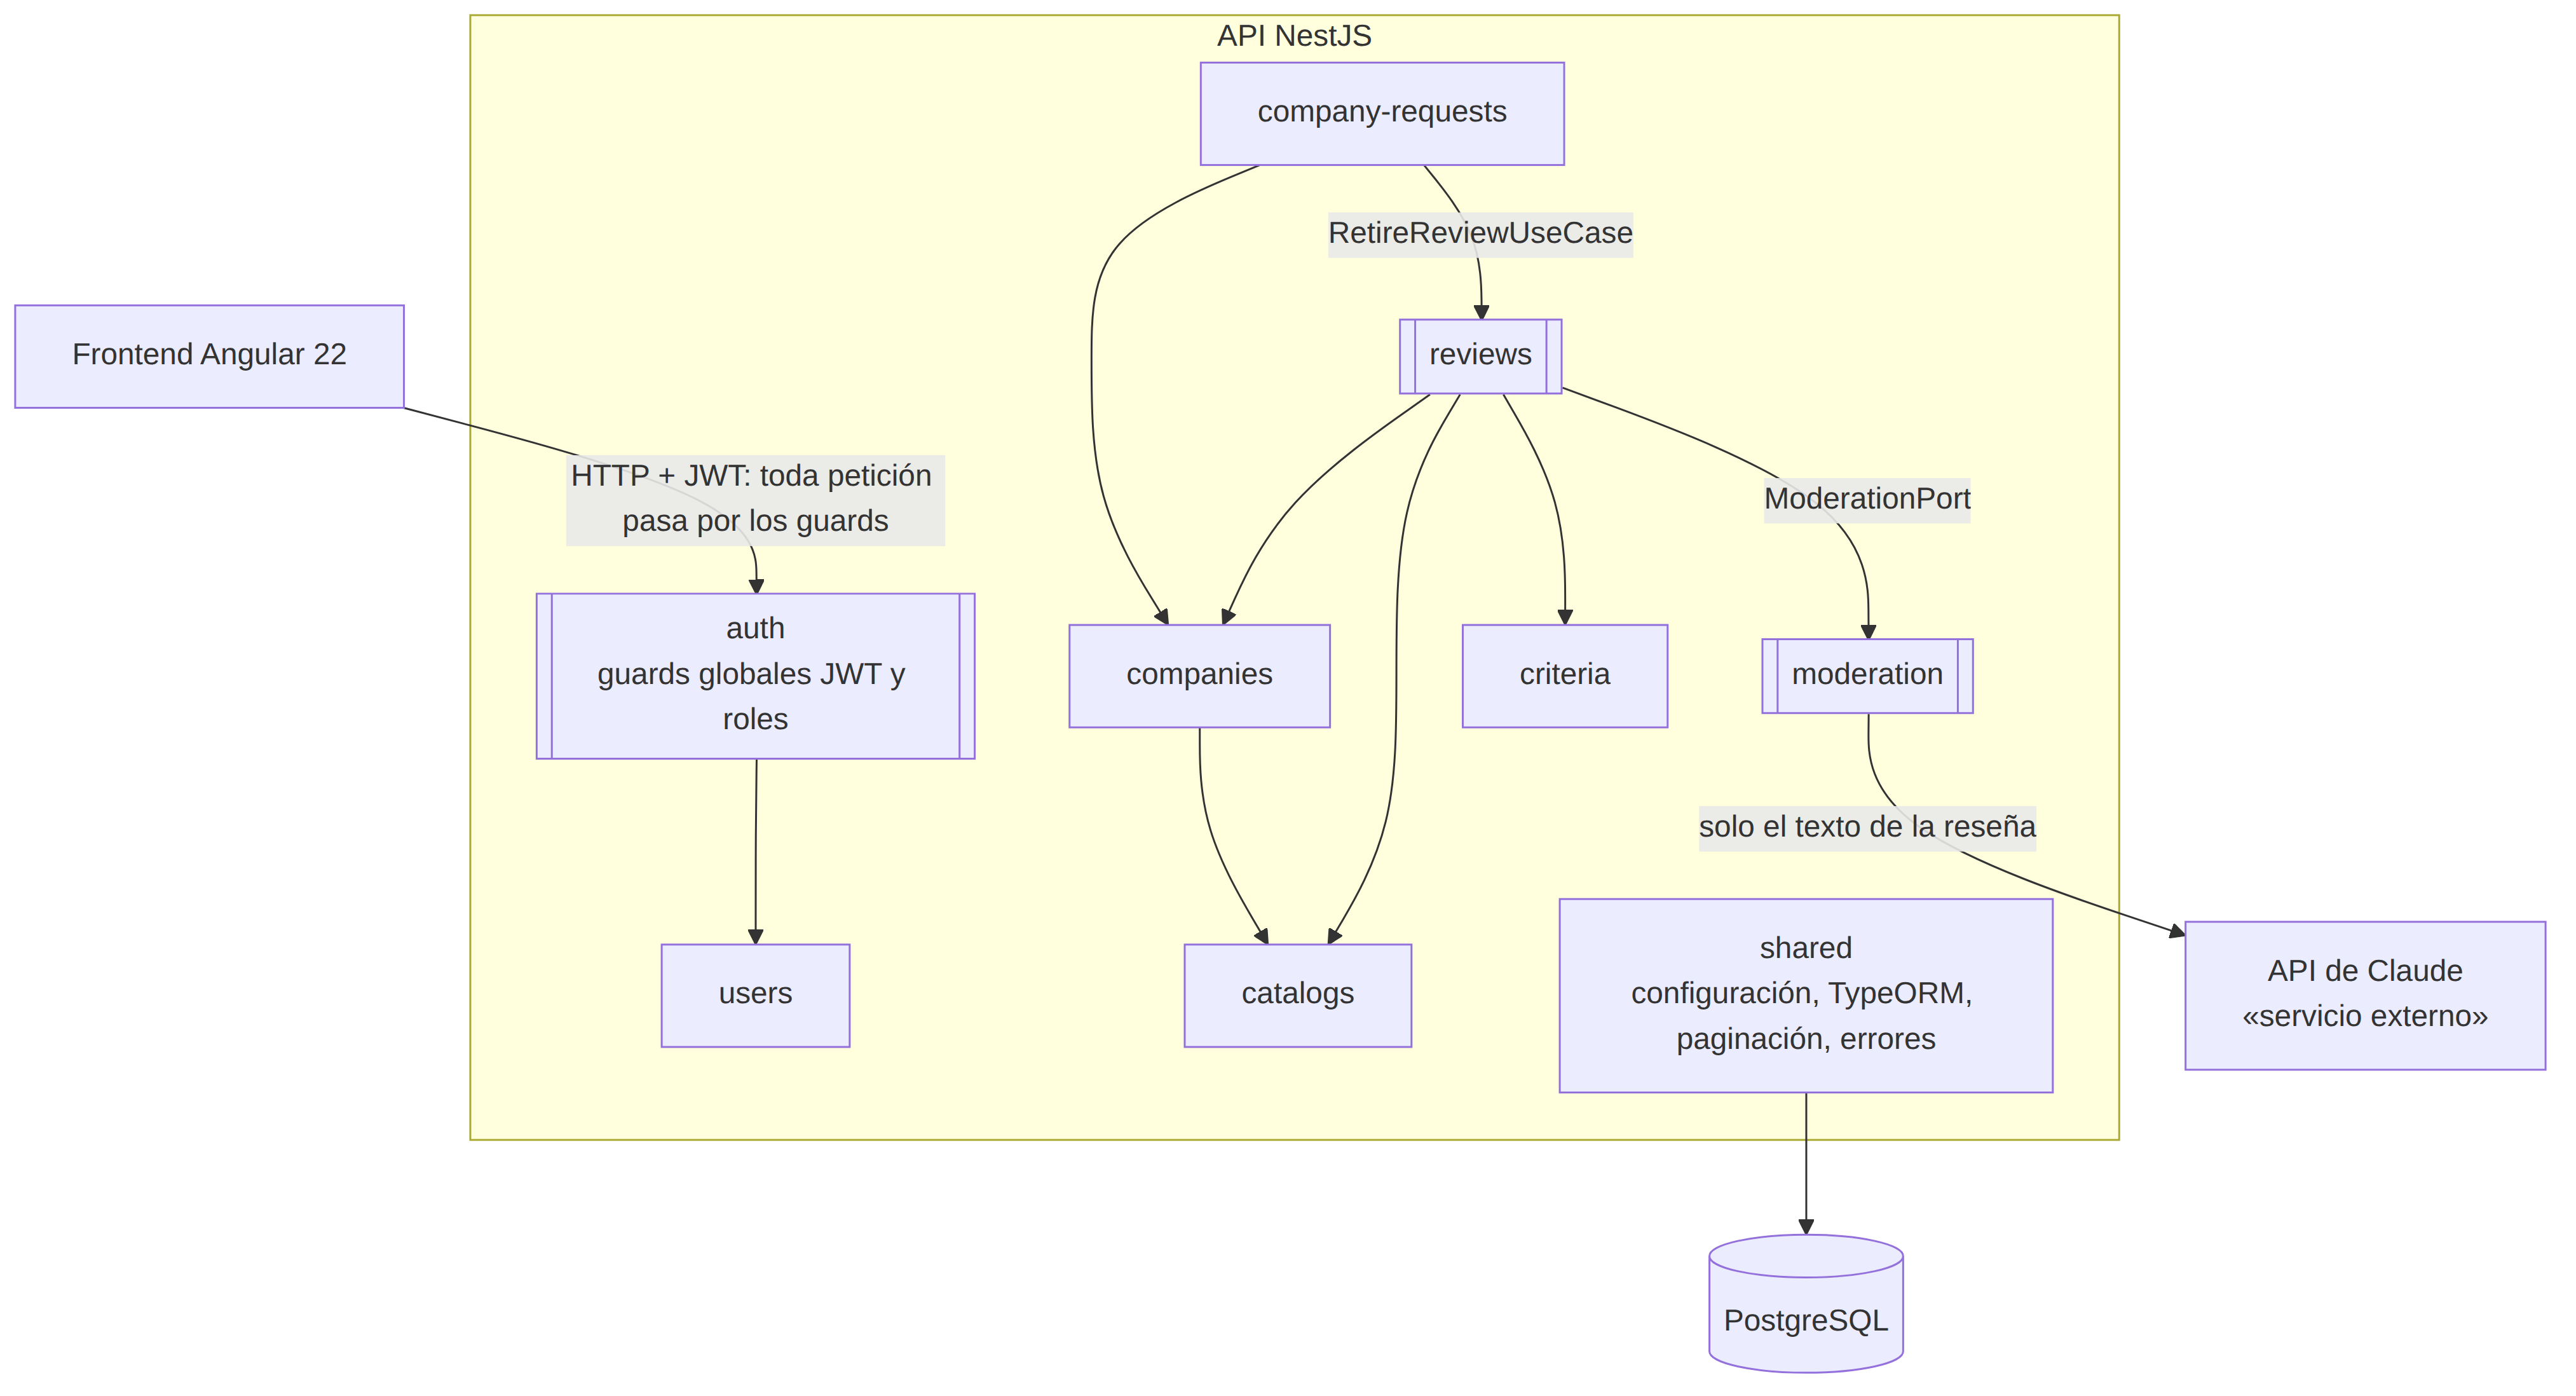 API NestJS
company-requests
RetireReviewUseCase
Frontend Angular 22
reviews
HTTP + JWT: toda petición
pasa por los guards
ModerationPort
auth
guards globales JWT y
roles
companies
criteria
moderation
solo el texto de la reseña
users
catalogs
shared
configuración, TypeORM,
paginación, errores
API de Claude
«servicio externo»
PostgreSQL